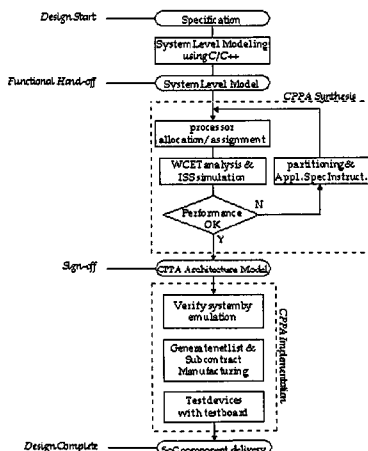 Design Start
Specification
System Level Modeling
using C/C++
Functional Hand-off
System Level Model
CPPA Synthesis
processor
allocation/assignment
WCET analysis &
ISS simulation
partitioning &
Appl. Spec Instruct.
Performance
OK
N
Y
Sign-off
CPPA Architecture Model
Verify system by
emulation
Generate netlist &
Subcontract
Manufacturing
Test devices
with testboard
CPPA Implementation
Design Complete
SoC component delivery